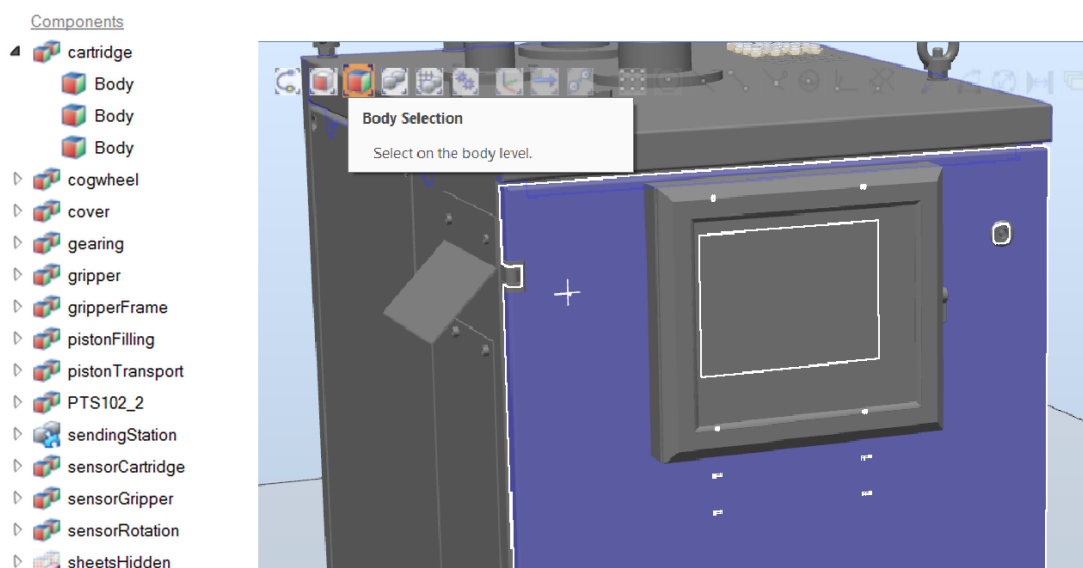 Components
cartridge
Body
Body
Body
cogwheel
cover
gearing
gripper
gripperFrame
pistonFilling
pistonTransport
PTS102_2
sendingStation
sensorCartridge
sensorGripper
sensorRotation
sheetsHidden
Body Selection
Select on the body level.